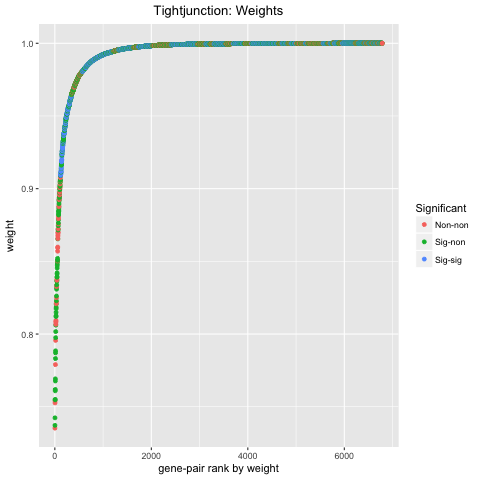 Tightjunction: Weights
1.0
0.9
0.8
weight
0
2000
4000
6000
gene-pair rank by weight
Significant
Non-non
Sig-non
Sig-sig